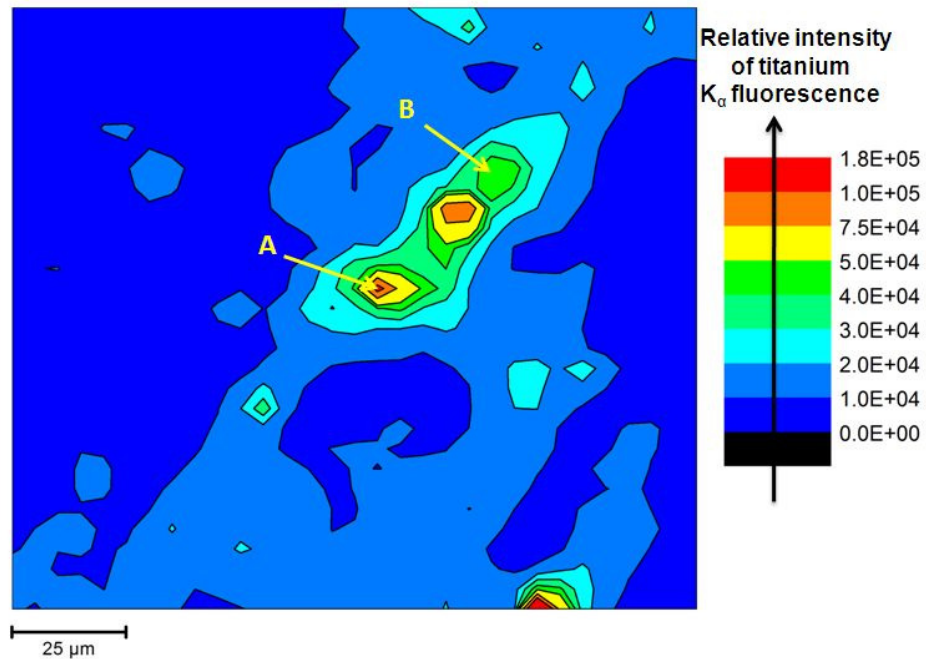 Relative intensity
of titanium
Kα fluorescence
B
A
1.8E+05
1.0E+05
7.5E+04
5.0E+04
4.0E+04
3.0E+04
2.0E+04
1.0E+04
0.0E+00
25 µm